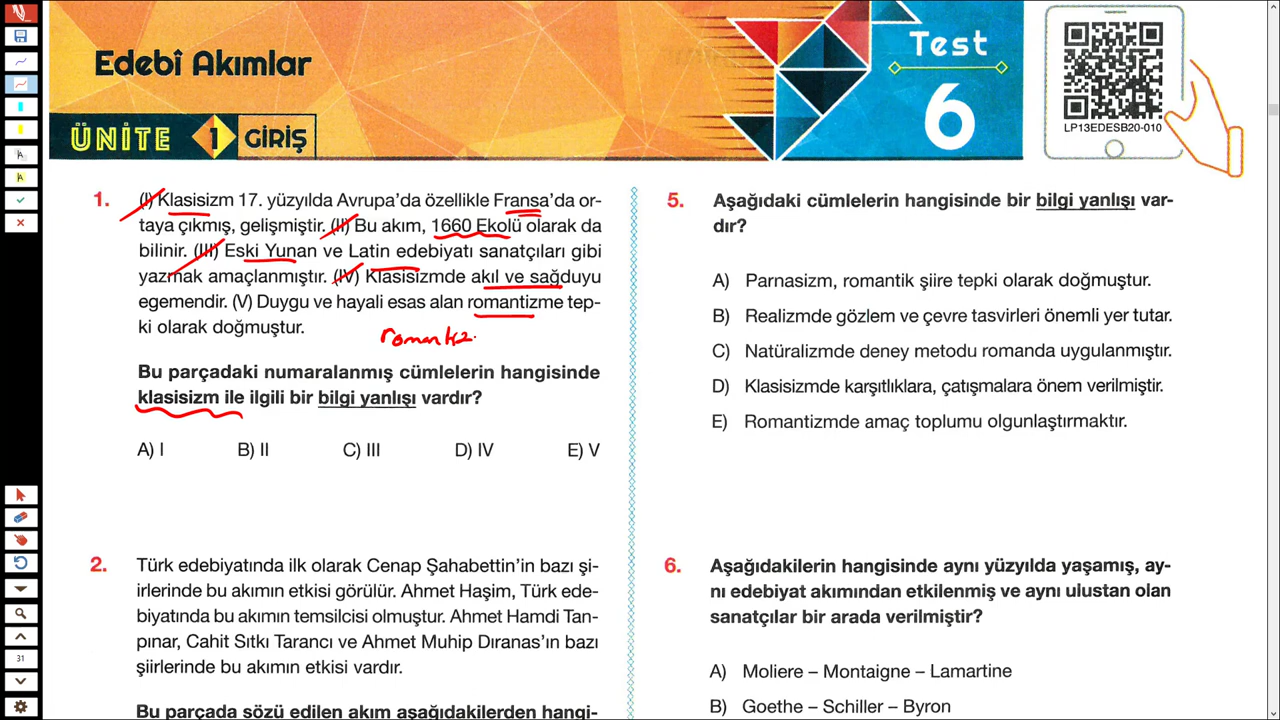 Edebî Akımlar
ÜNİTE 1 GİRİŞ
Test
6
LP13EDESB20-010
1. (I) Klasisizm 17. yüzyılda Avrupa'da özellikle Fransa'da or-
taya çıkmış, gelişmiştir. (II) Bu akım, 1660 Ekolü olarak da
bilinir. (III) Eski Yunan ve Latin edebiyatı sanatçıları gibi
yazmak amaçlanmıştır. (IV) Klasisizmde akıl ve sağduyu
egemendir. (V) Duygu ve hayali esas alan romantizme tep-
ki olarak doğmuştur.
Bu parçadaki numaralanmış cümlelerin hangisinde
klasisizm ile ilgili bir bilgi yanlışı vardır?
A) I B) II C) III D) IV E) V
2. Türk edebiyatında ilk olarak Cenap Şahabettin'in bazı şi-
irlerinde bu akımın etkisi görülür. Ahmet Haşim, Türk ede-
biyatında bu akımın temsilcisi olmuştur. Ahmet Hamdi Tan-
pınar, Cahit Sıtkı Tarancı ve Ahmet Muhip Dıranas'ın bazı
şiirlerinde bu akımın etkisi vardır.
Bu parçada sözü edilen akım aşağıdakilerden hangi-
5. Aşağıdaki cümlelerin hangisinde bir bilgi yanlışı var-
dır?
A) Parnasizm, romantik şiire tepki olarak doğmuştur.
B) Realizmde gözlem ve çevre tasvirleri önemli yer tutar.
C) Natüralizmde deney metodu romanda uygulanmıştır.
D) Klasisizmde karşıtlıklara, çatışmalara önem verilmiştir.
E) Romantizmde amaç toplumu olgunlaştırmaktır.
6. Aşağıdakilerin hangisinde aynı yüzyılda yaşamış, ay-
nı edebiyat akımından etkilenmiş ve aynı ulustan olan
sanatçılar bir arada verilmiştir?
A) Moliere – Montaigne – Lamartine
B) Goethe – Schiller – Byron
31